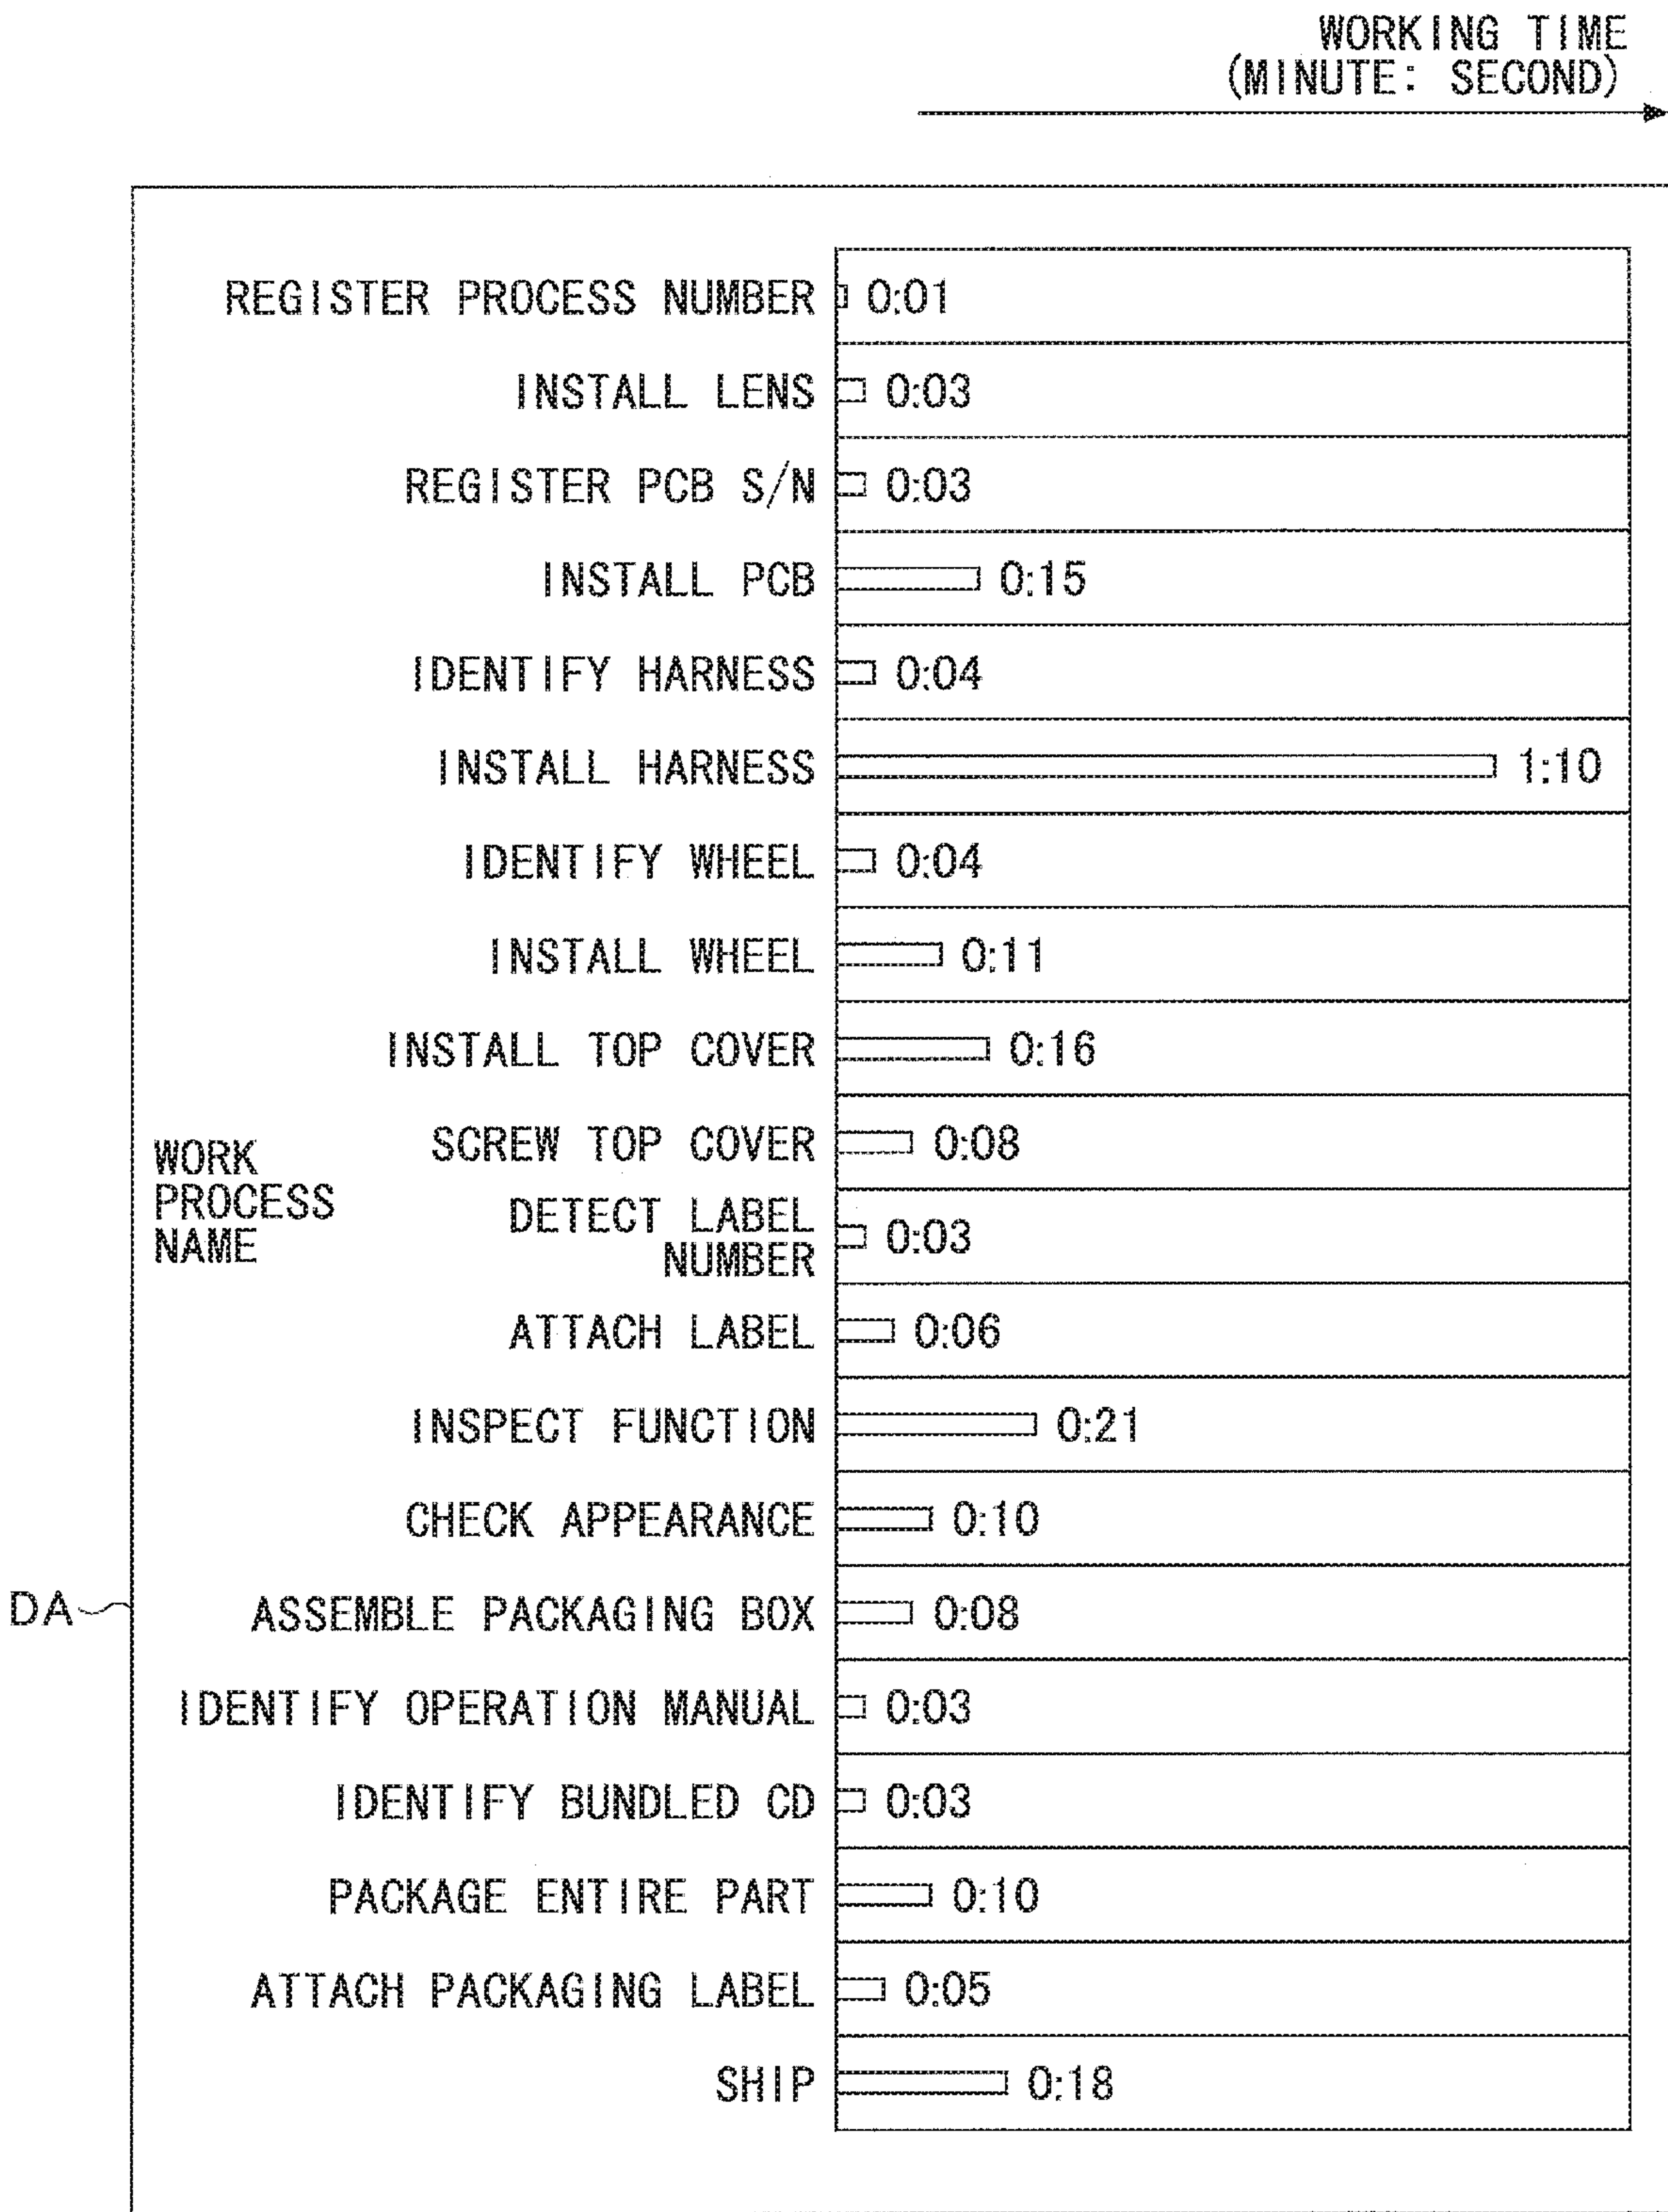 WORKING TIME
(MINUTE: SECOND)
REGISTER PROCESS NUMBER 0:01
INSTALL LENS 0:03
REGISTER PCB S/N 0:03
INSTALL PCB 0:15
IDENTIFY HARNESS 0:04
INSTALL HARNESS 1:10
IDENTIFY WHEEL 0:04
INSTALL WHEEL 0:11
INSTALL TOP COVER 0:16
SCREW TOP COVER 0:08
WORK
PROCESS
NAME
DETECT LABEL
NUMBER 0:03
ATTACH LABEL 0:06
INSPECT FUNCTION 0:21
CHECK APPEARANCE 0:10
DA
ASSEMBLE PACKAGING BOX 0:08
IDENTIFY OPERATION MANUAL 0:03
IDENTIFY BUNDLED CD 0:03
PACKAGE ENTIRE PART 0:10
ATTACH PACKAGING LABEL 0:05
SHIP 0:18